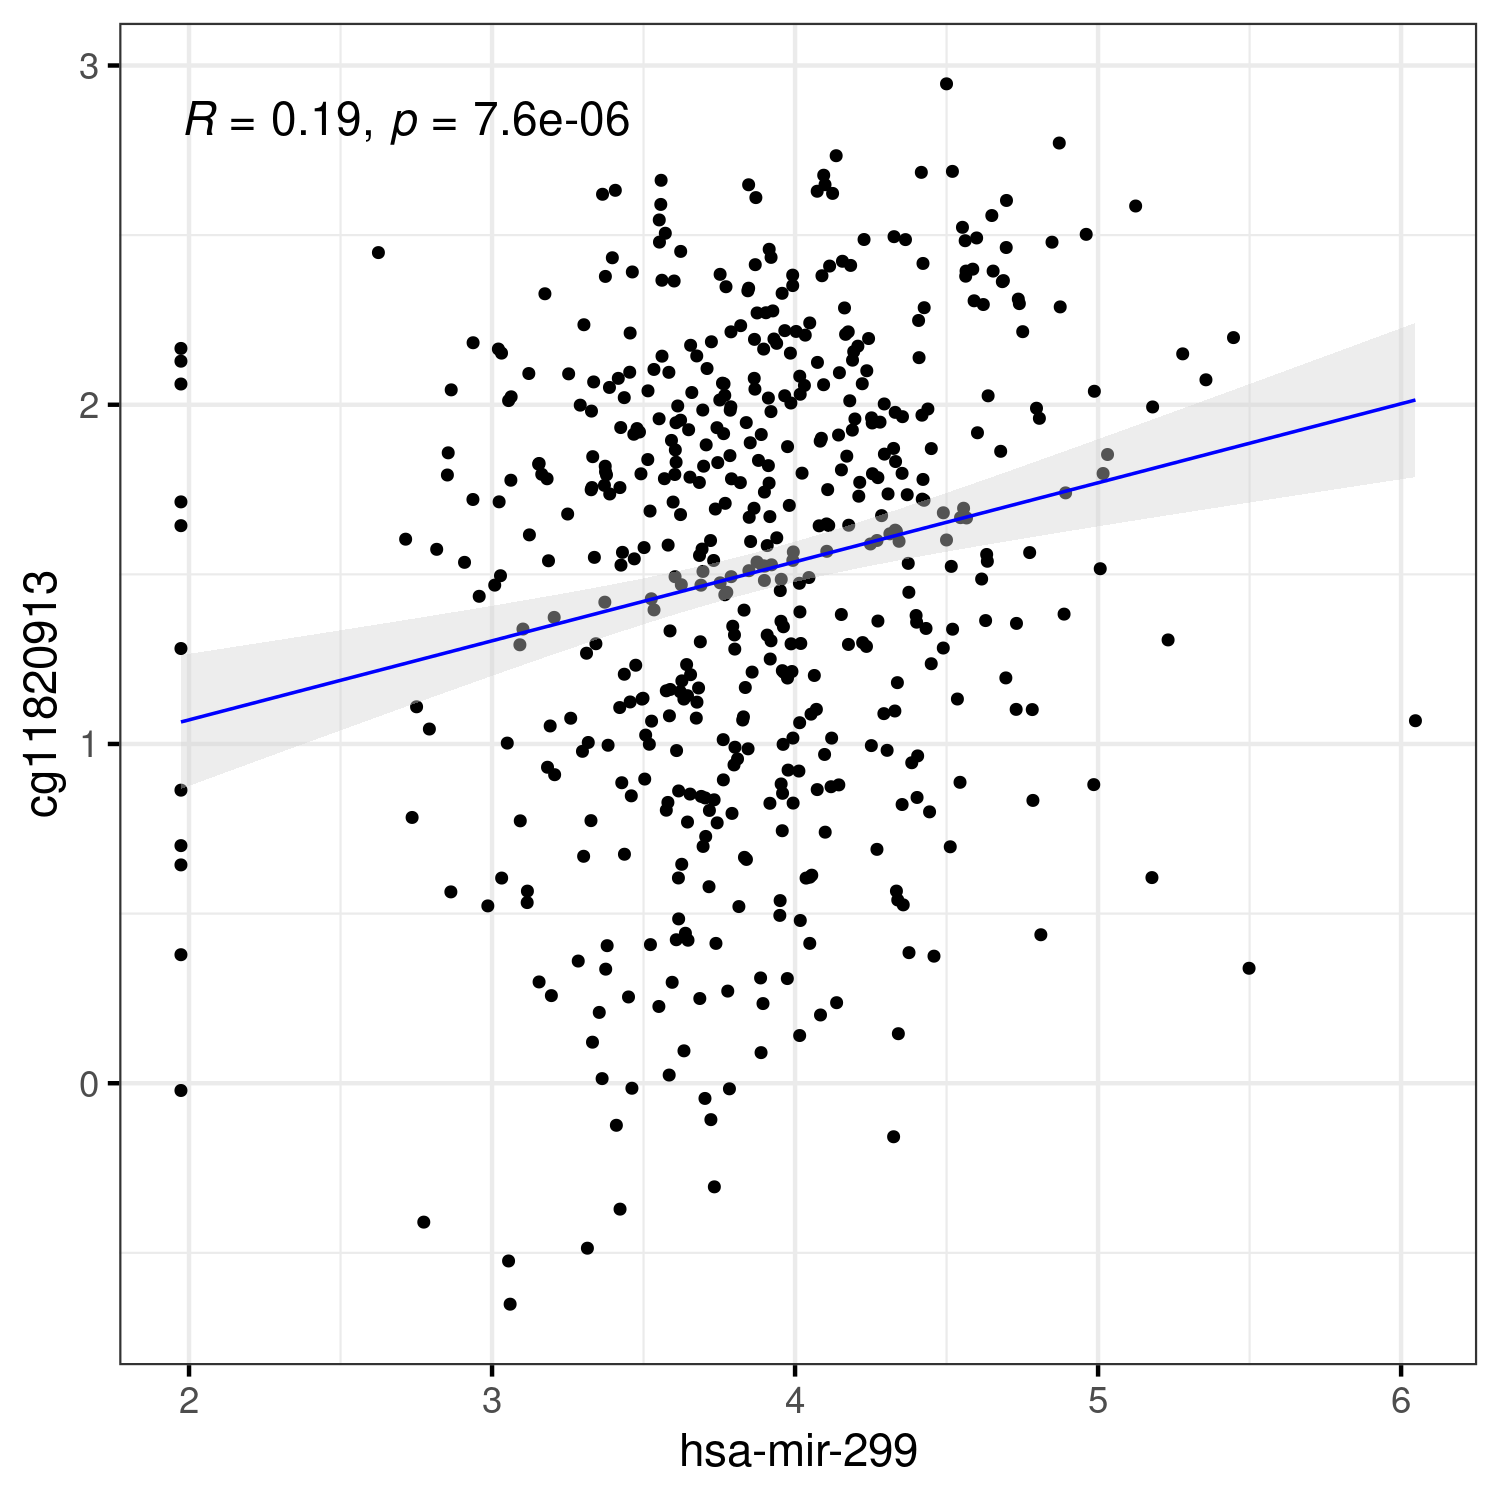 3
R = 0.19, p = 7.6e-06
2
1
0
cg11820913
2 3 4 5 6
hsa-mir-299